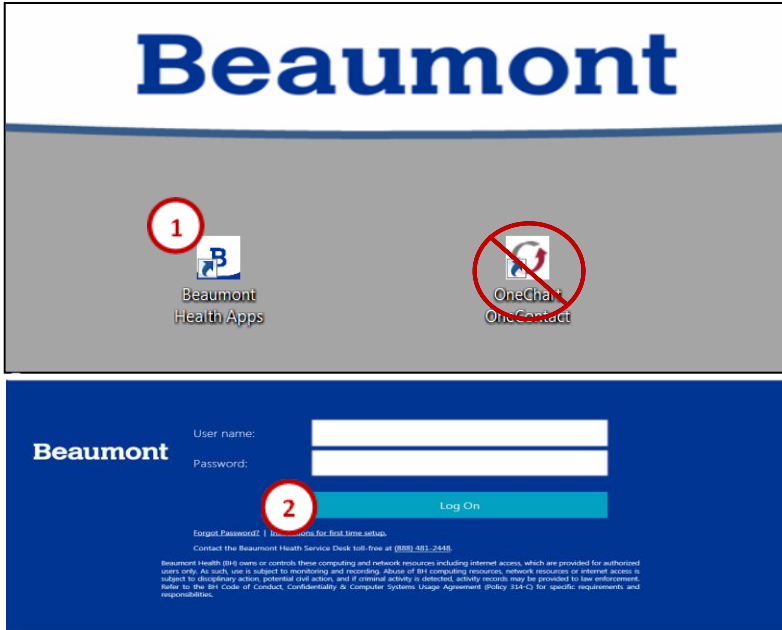 Beaumont
1
Beaumont
Health Apps
OneChart
OneContact
Beaumont
User name:
Password:
2
Log On
Forgot Password? | for first time setup.
Contact the Beaumont Heath Service Desk toll-free at (888) 481-2448.
Beaumont Health (BH) owns or controls these computing and network resources including internet access, which are provided for authorized
users only. As such, use is subject to monitoring and recording. Abuse of BH computing resources, network resources or internet access is
subject to disciplinary action, potential civil action, and if criminal activity is detected, activity records may be provided to law enforcement.
Refer to the BH Code of Conduct, Confidentiality & Computer Systems Usage Agreement (Policy 314-C) for specific requirements and
responsibilities.